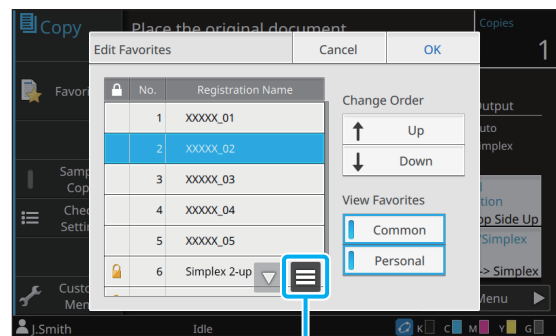 Copy
Place the original document
Copies
1
Edit Favorites
Cancel
OK
No.
Registration Name
1 XXXXX_01
2 XXXXX_02
3 XXXXX_03
4 XXXXX_04
5 XXXXX_05
6 Simplex 2-up
Change Order
Up
Down
View Favorites
Common
Personal
Favori
Samp
Cop
Chec
Settin
Custo
Men
utput
uto
implex
tion
op Side Up
/Simplex
-> Simplex
Menu
J.Smith
Idle
K
C
M
Y
G